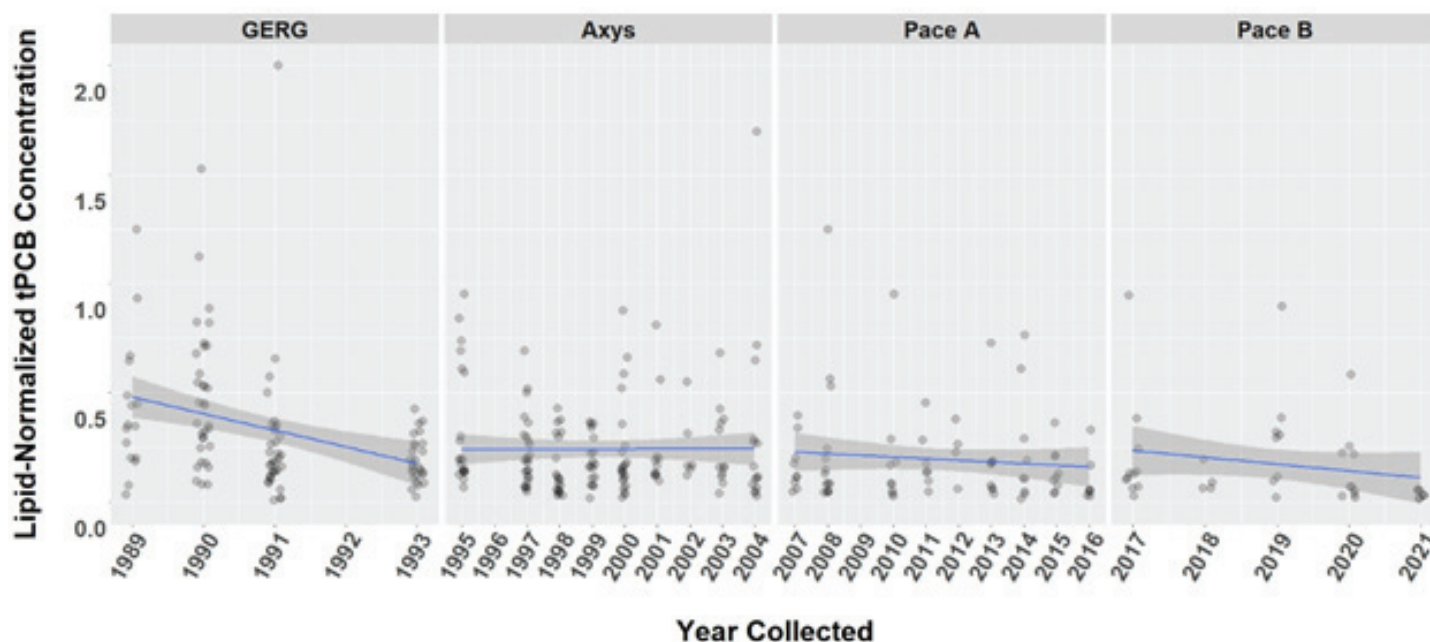 GERG Axys Pace A Pace B
Lipid-Normalized tPCB Concentration
2.0
1.5
1.0
0.5
0.0
1989 1990 1991 1992 1993 1995 1996 1997 1998 1999 2000 2001 2002 2003 2004 2007 2008 2009 2010 2011 2012 2013 2014 2015 2016 2017 2018 2019 2020 2021
Year Collected